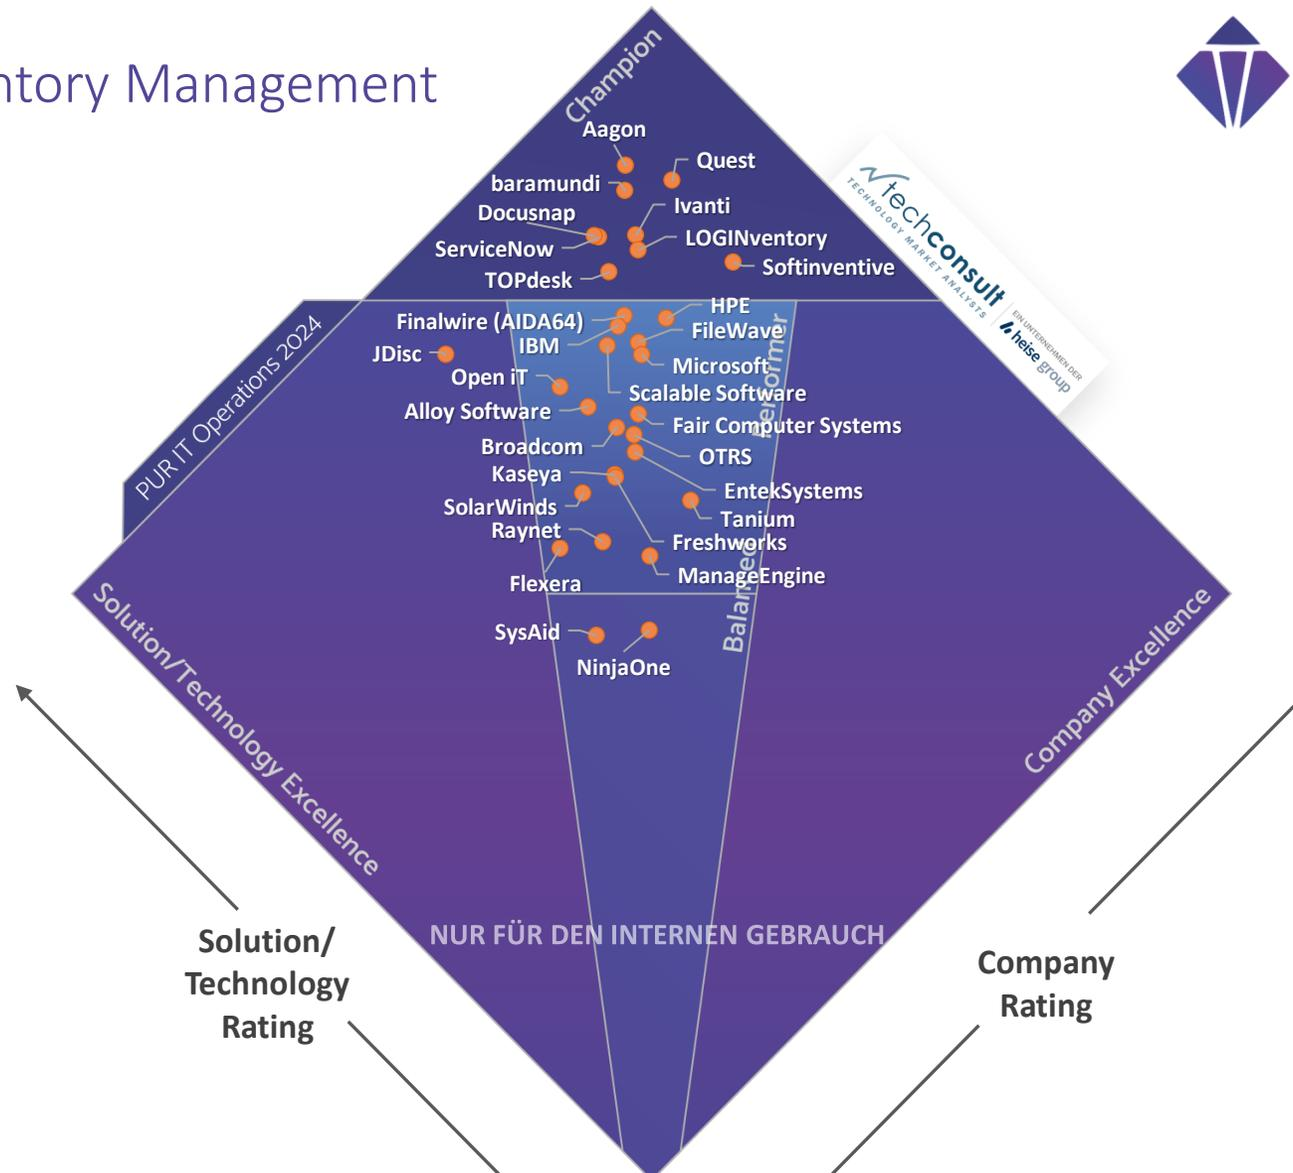 ntory Management
Champion
Aagon
Quest
baramundi
Ivanti
Docusnap
LOGINventory
ServiceNow
Softinventive
TOPdesk
techconsult
TECHNOLOGY MARKET ANALYSTS
EIN UNTERNEHMEN DER
heise group
PUR IT Operations 2024
HPE
Finalwire (AIDA64)
FileWave
IBM
JDisc
Microsoft
Performer
Open iT
Scalable Software
Alloy Software
Fair Computer Systems
Broadcom
OTRS
Kaseya
EntekSystems
SolarWinds
Tanium
Raynet
Freshworks
ManageEngine
Flexera
Balanced
SysAid
NinjaOne
Solution/Technology Excellence
Company Excellence
NUR FÜR DEN INTERNEN GEBRAUCH
Solution/
Technology
Rating
Company
Rating